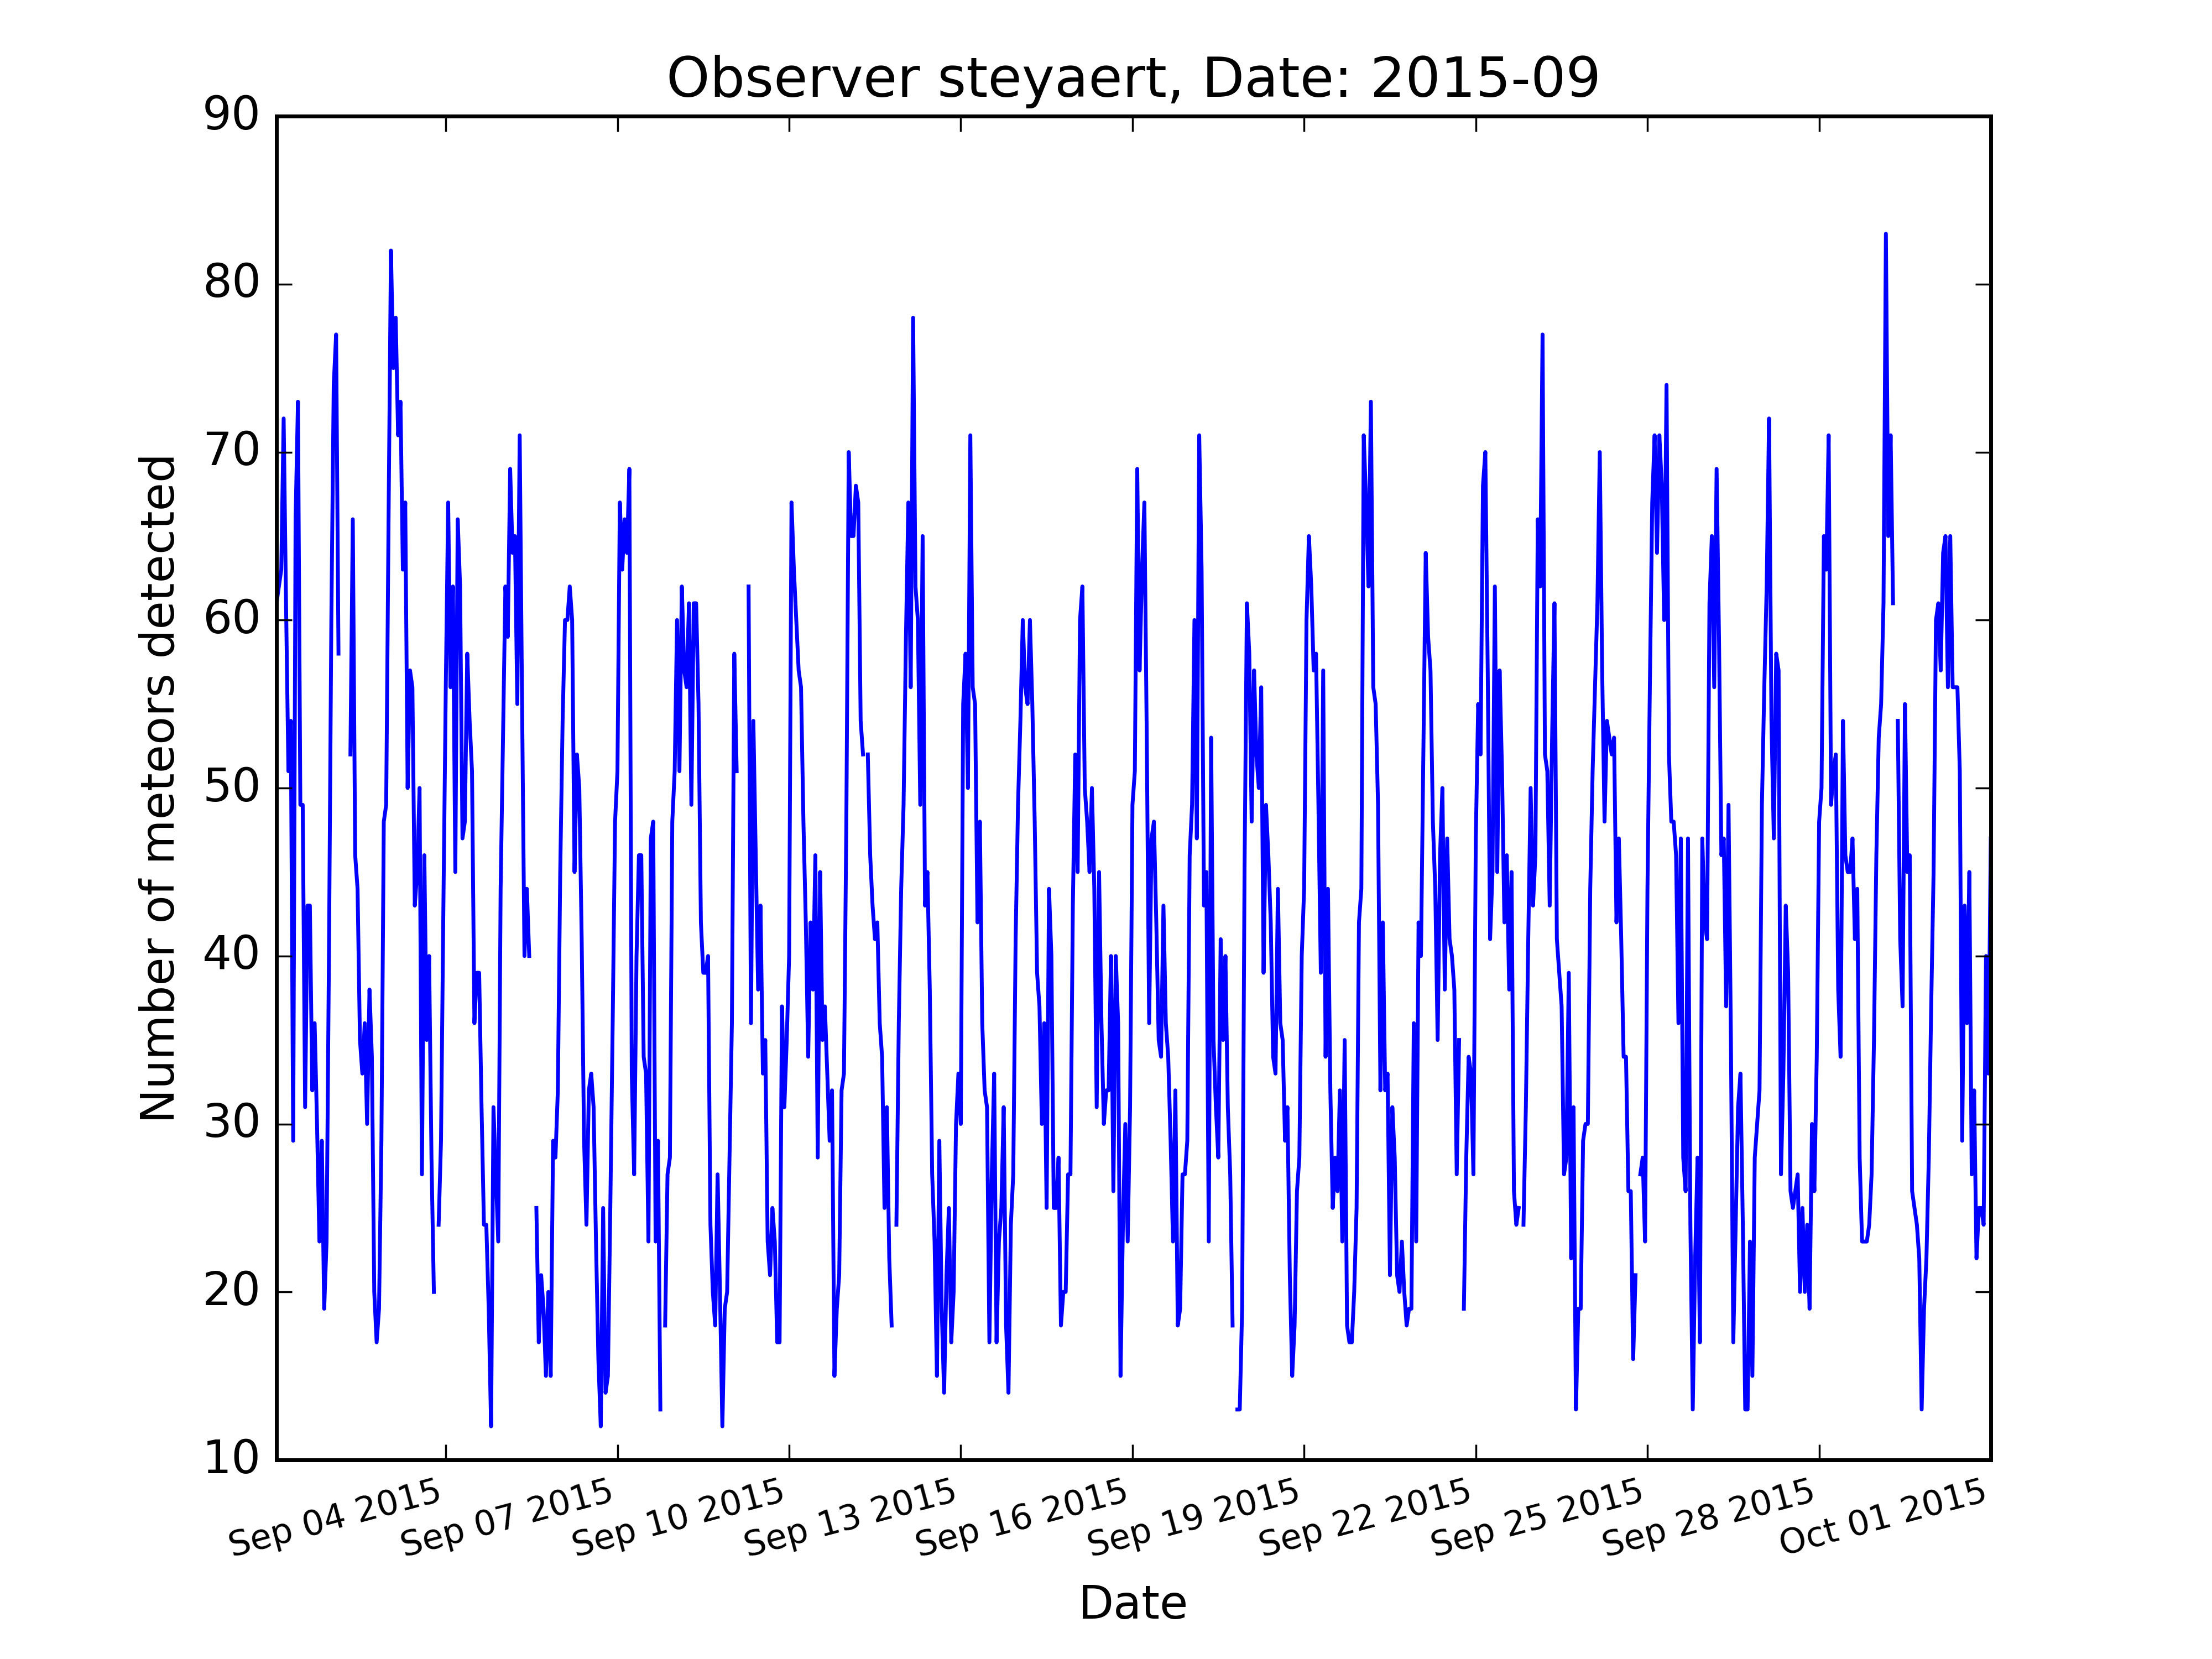 Observer steyaert, Date: 2015-09
90
80
70
60
50
40
30
20
10
Number of meteors detected
Sep 04 2015
Sep 07 2015
Sep 10 2015
Sep 13 2015
Sep 16 2015
Sep 19 2015
Sep 22 2015
Sep 25 2015
Sep 28 2015
Oct 01 2015
Date